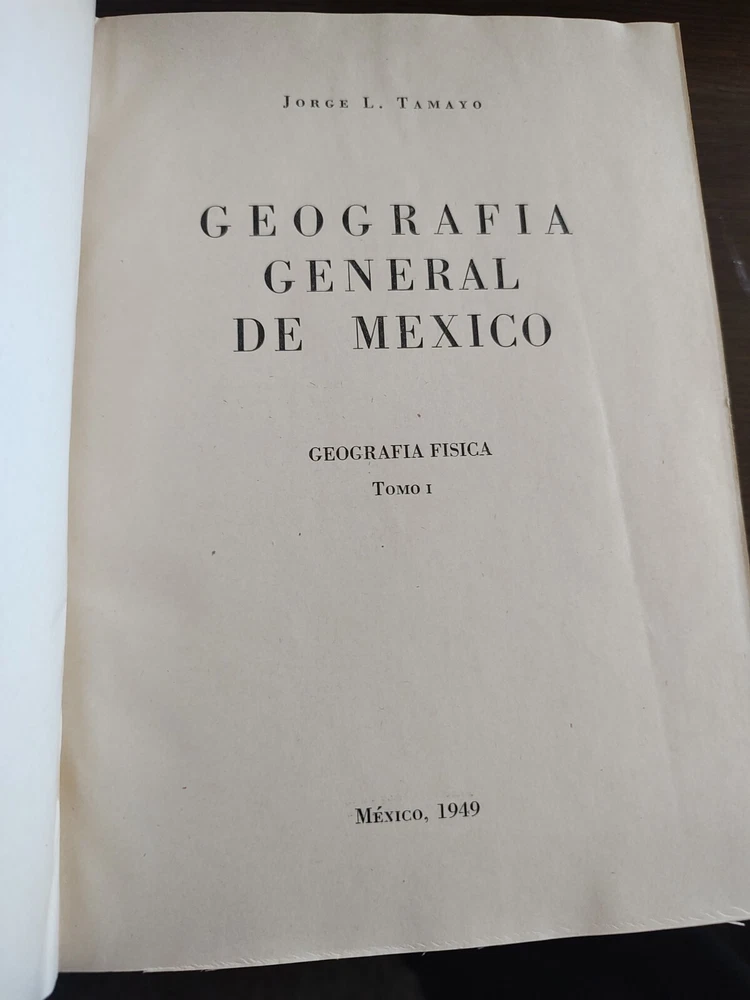 Jorge L. Tamayo
GEOGRAFIA
GENERAL
DE MEXICO
GEOGRAFIA FISICA
Tomo I
México, 1949